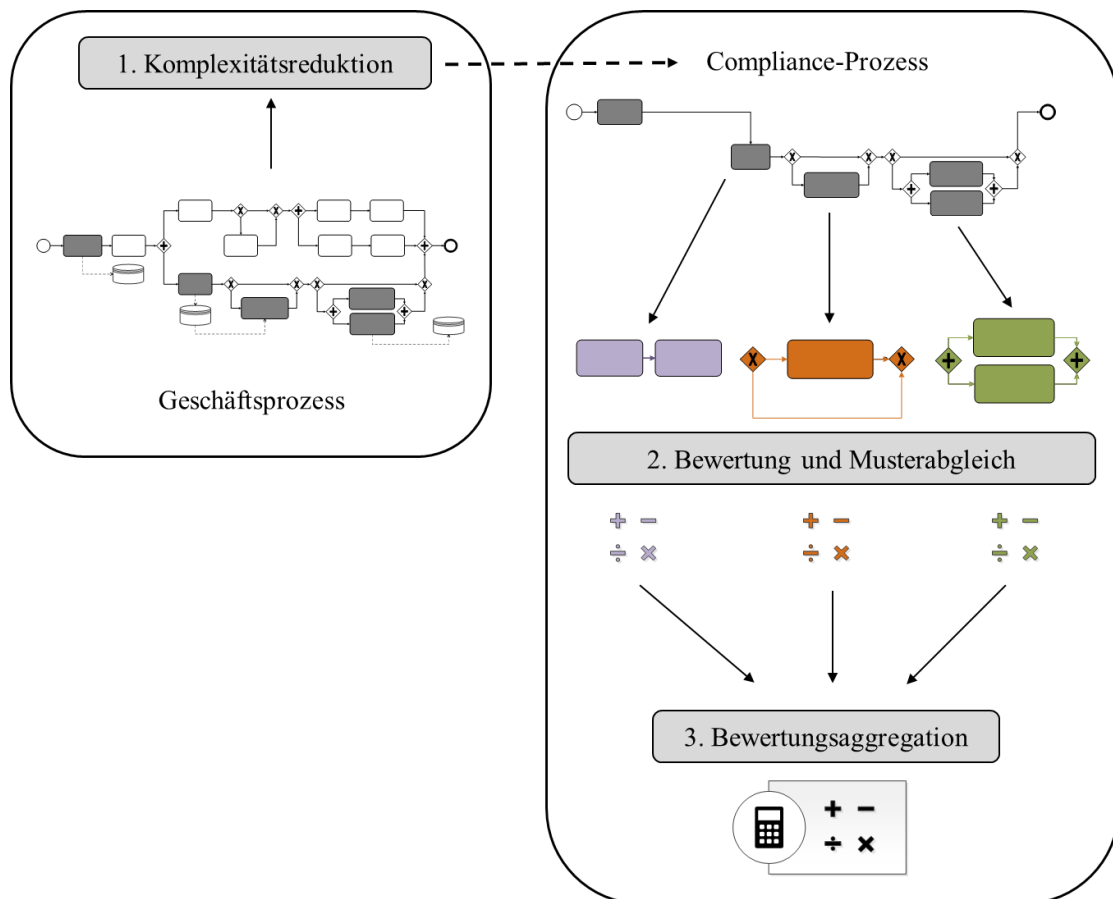 1. Komplexitätsreduktion
Geschäftsprozess
Compliance-Prozess
2. Bewertung und Musterabgleich
3. Bewertungsaggregation